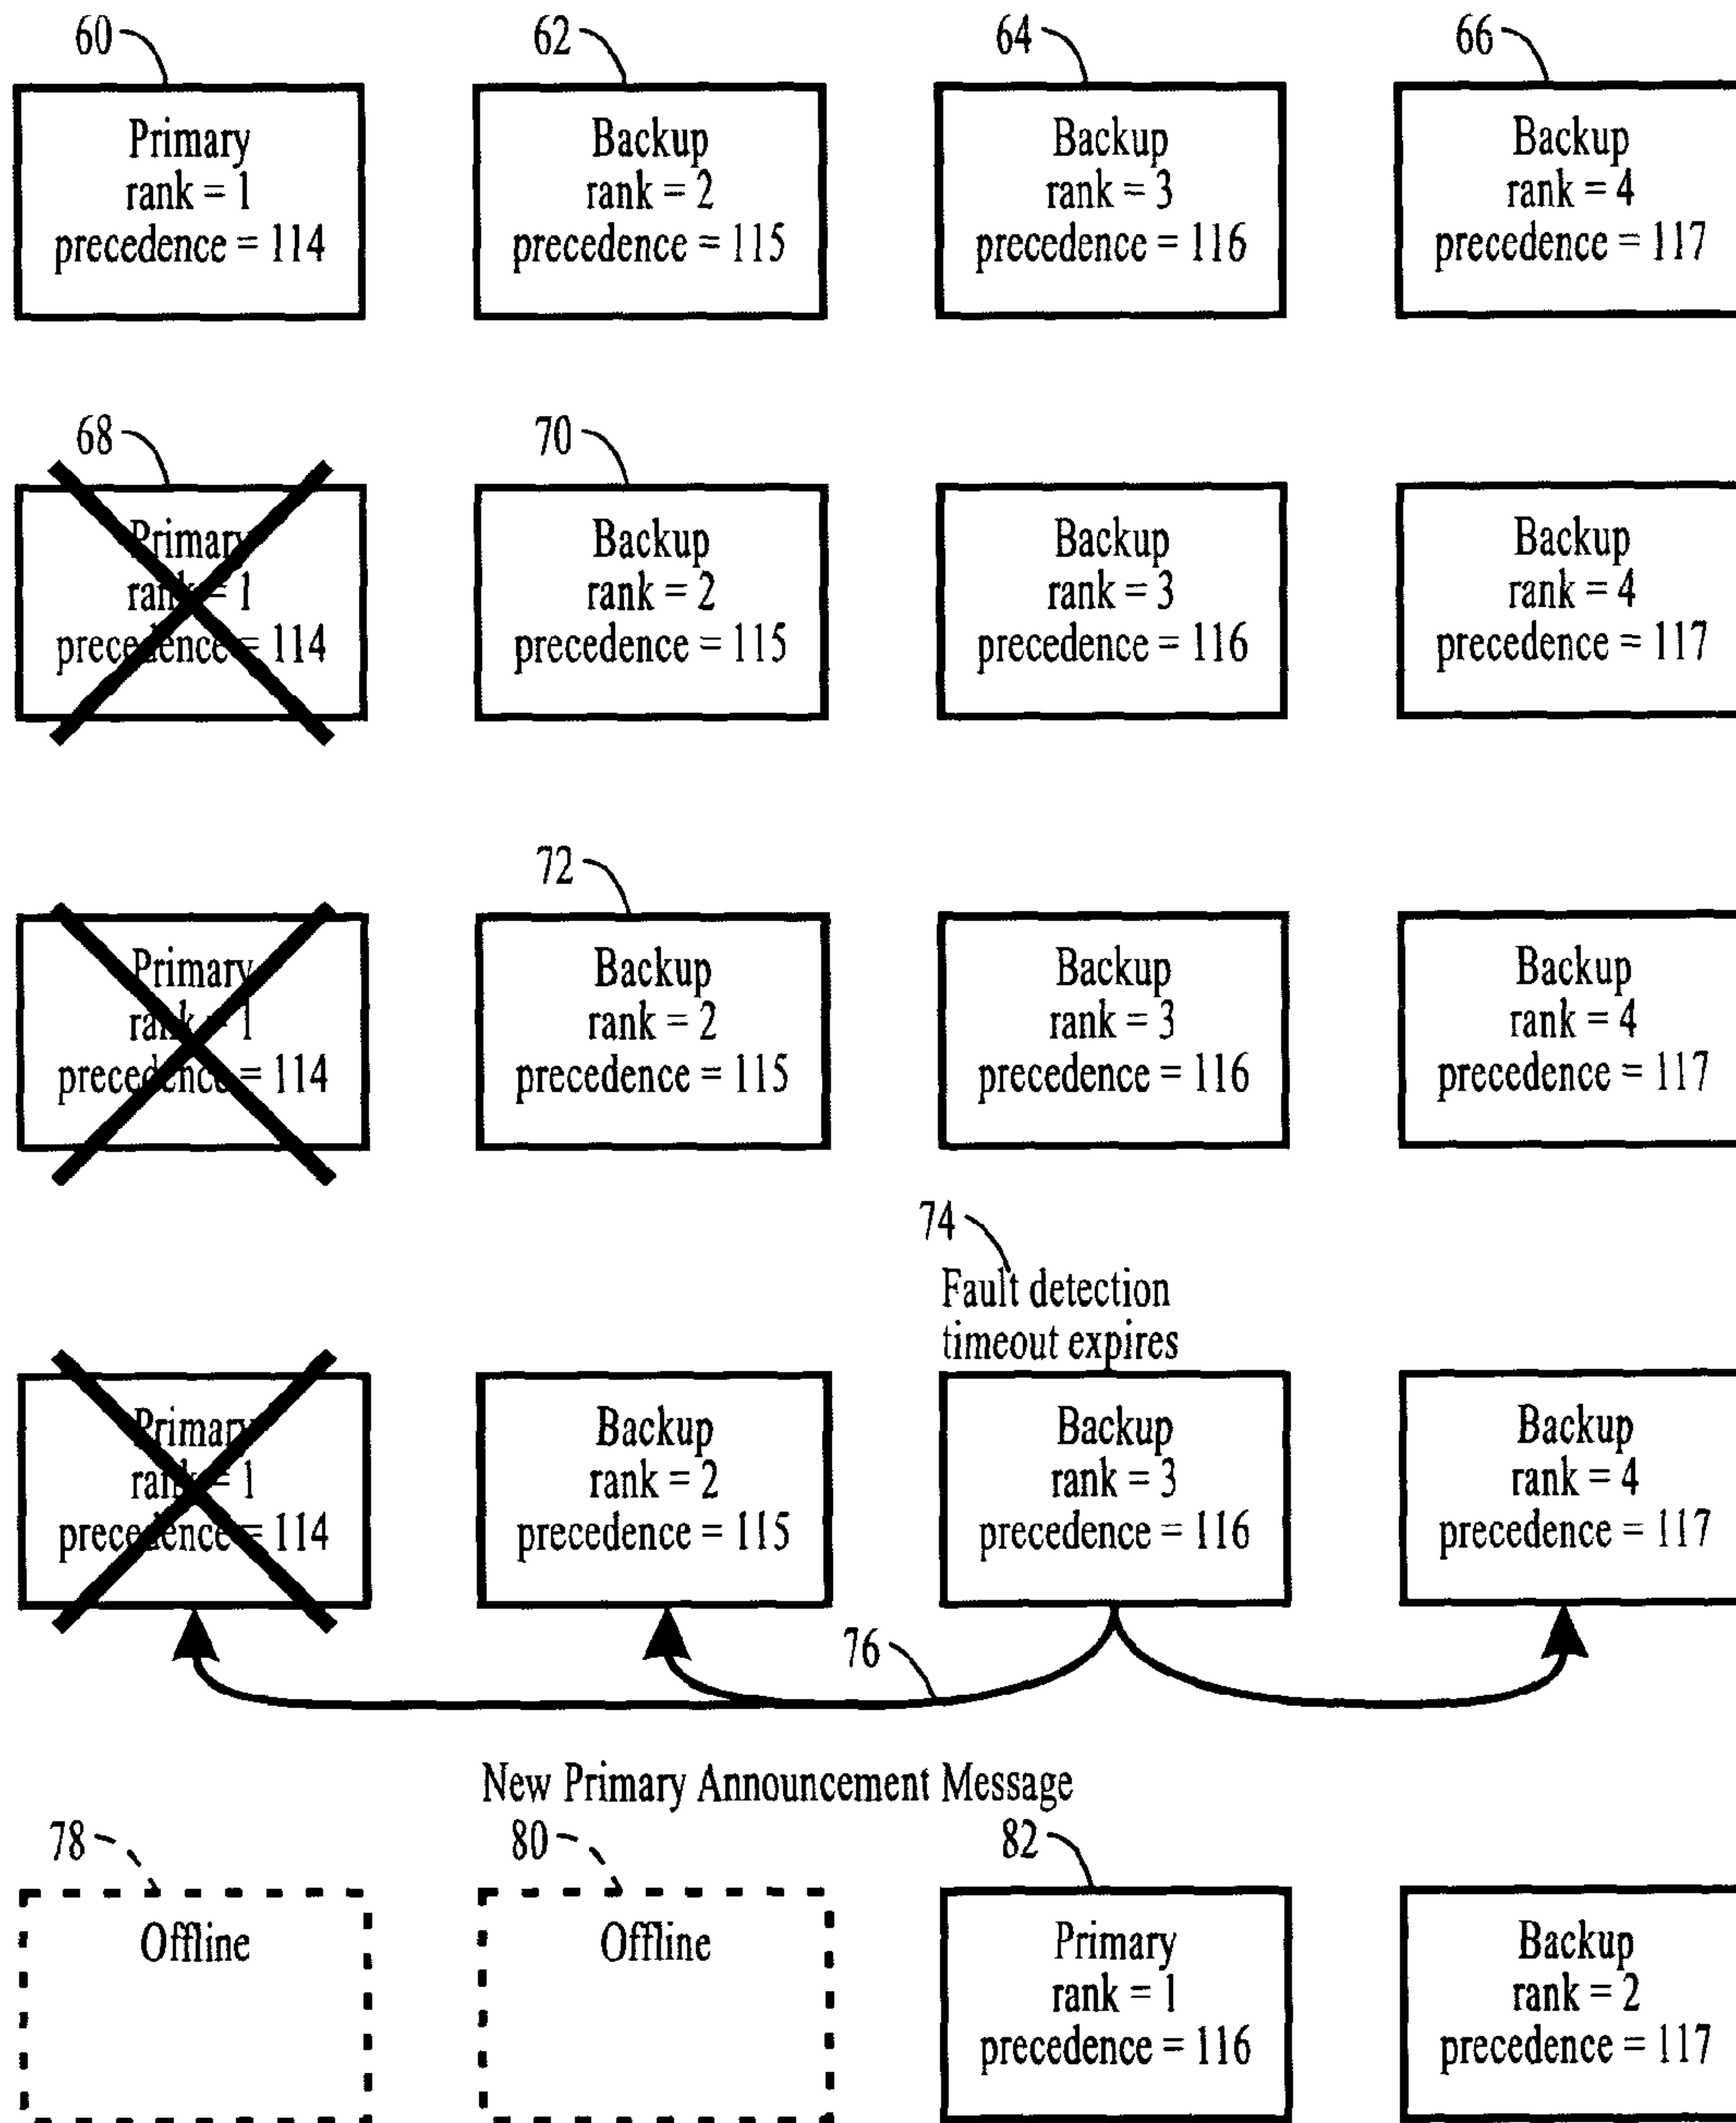 60
62
64
66
Primary
rank = 1
precedence = 114
Backup
rank = 2
precedence = 115
Backup
rank = 3
precedence = 116
Backup
rank = 4
precedence = 117
68
70
Primary
rank = 1
precedence = 114
Backup
rank = 2
precedence = 115
Backup
rank = 3
precedence = 116
Backup
rank = 4
precedence = 117
72
Primary
rank = 1
precedence = 114
Backup
rank = 2
precedence = 115
Backup
rank = 3
precedence = 116
Backup
rank = 4
precedence = 117
74
Fault detection
timeout expires
Primary
rank = 1
precedence = 114
Backup
rank = 2
precedence = 115
Backup
rank = 3
precedence = 116
Backup
rank = 4
precedence = 117
76
New Primary Announcement Message
78
80
82
Offline
Offline
Primary
rank = 1
precedence = 116
Backup
rank = 2
precedence = 117